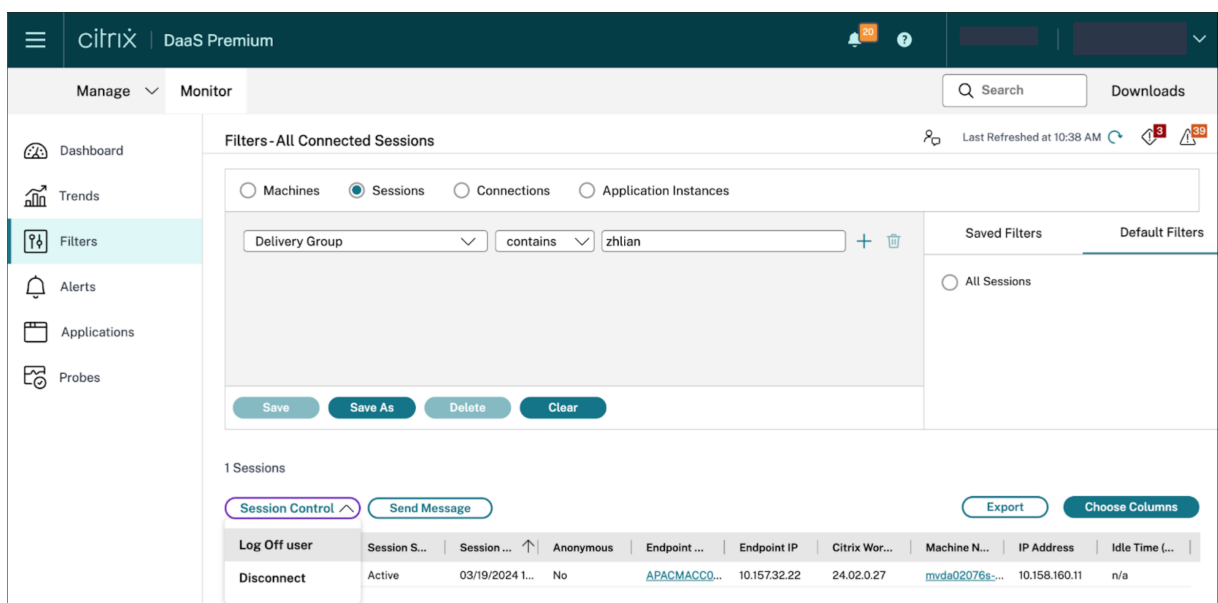 citrix | DaaS Premium
20
?
Manage
Monitor
Search
Downloads
Dashboard
Trends
Filters
Alerts
Applications
Probes
Filters - All Connected Sessions
Last Refreshed at 10:38 AM
3
39
Machines
Sessions
Connections
Application Instances
Delivery Group
contains
zhlian
Saved Filters
Default Filters
All Sessions
Save
Save As
Delete
Clear
1 Sessions
Session Control
Send Message
Export
Choose Columns
Log Off user
Disconnect
Session S... Session ... Anonymous Endpoint ... Endpoint IP Citrix Wor... Machine N... IP Address Idle Time (...
Active 03/19/2024 1... No APACMACC0... 10.157.32.22 24.02.0.27 mvda02076s-... 10.158.160.11 n/a